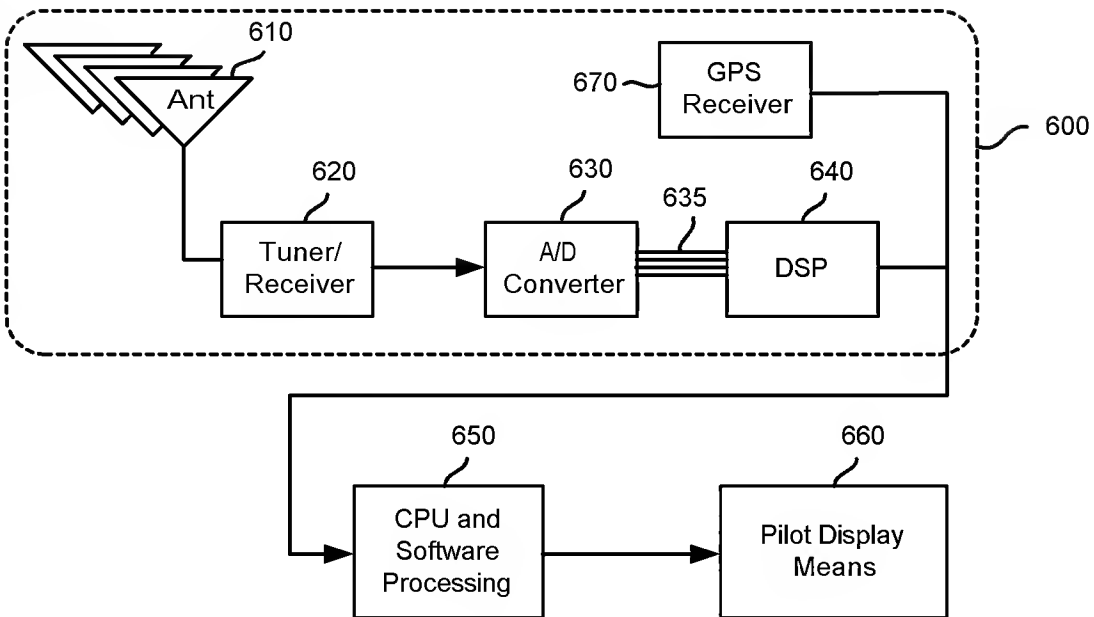 610
Ant
670
GPS
Receiver
600
620
Tuner/
Receiver
630
A/D
Converter
635
640
DSP
650
CPU and
Software
Processing
660
Pilot Display
Means